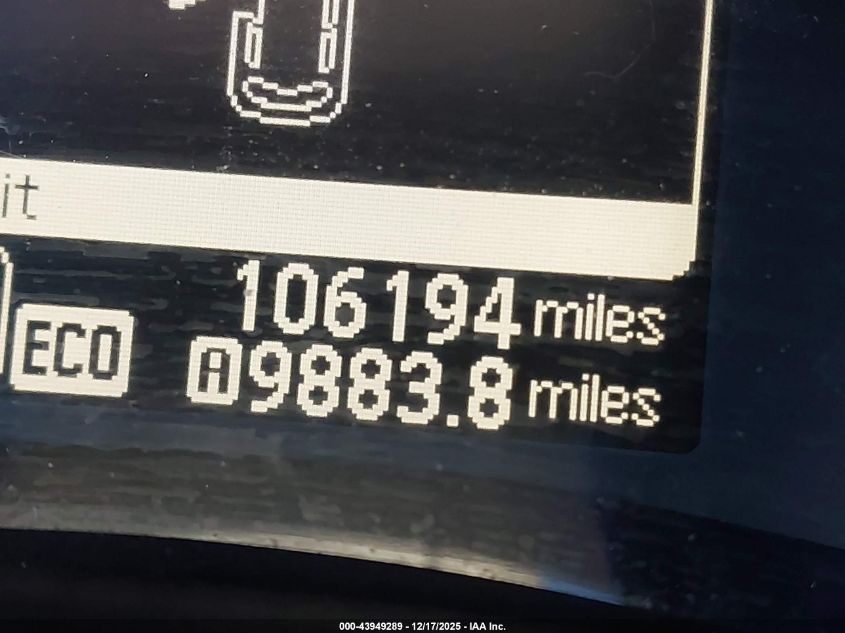 it
106194 miles
ECO
A 9883.8 miles
000-43949289 - 12/17/2025 - IAA Inc.